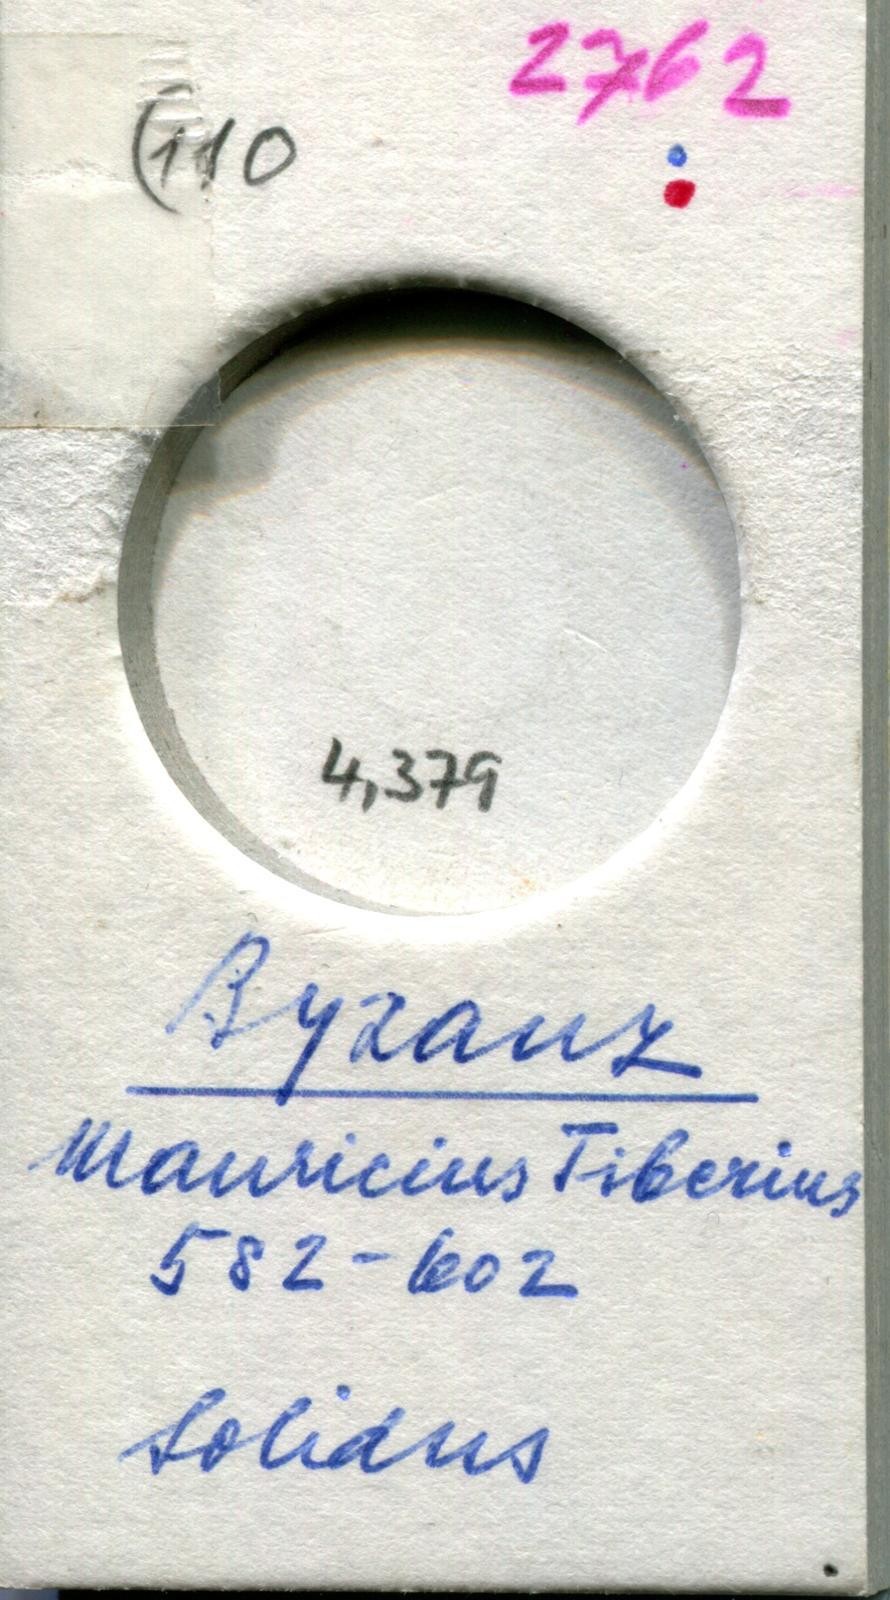 2762
(110
4,379
Byzanz
Mauricius Tiberius
582-602
Solidus